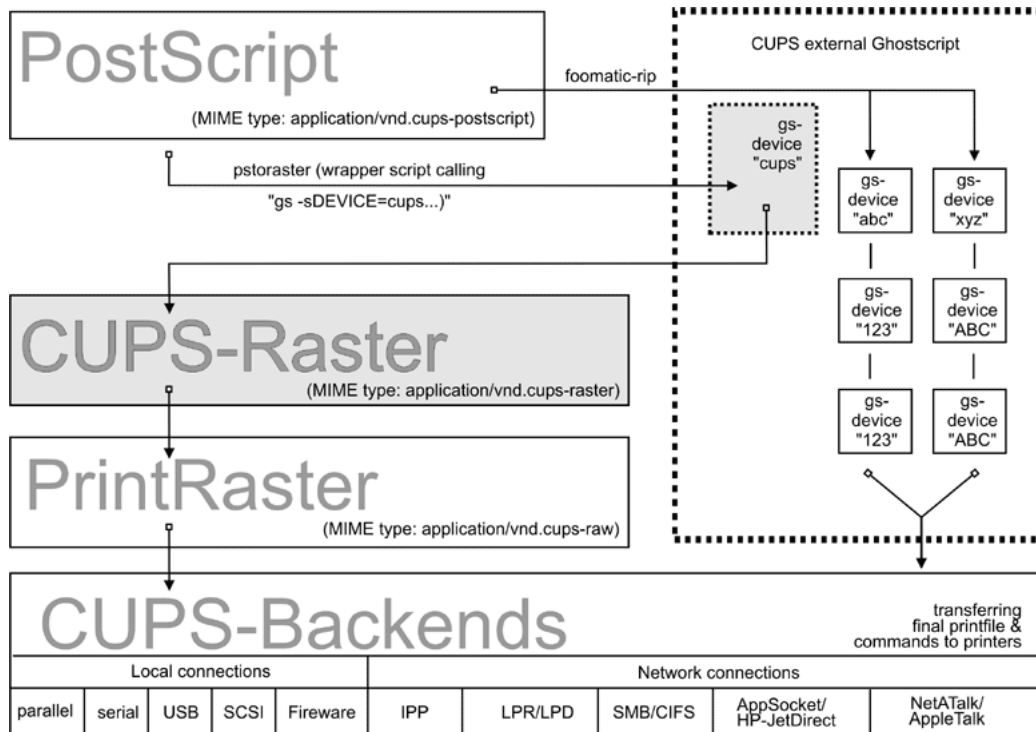 PostScript
(MIME type: application/vnd.cups-postscript)
foomatic-rip
CUPS external Ghostscript
pstoraster (wrapper script calling
"gs -sDEVICE=cups...)"
gs-
device
"cups"
gs-
device
"abc"
gs-
device
"xyz"
gs-
device
"123"
gs-
device
"ABC"
gs-
device
"123"
gs-
device
"ABC"
CUPS-Raster
(MIME type: application/vnd.cups-raster)
PrintRaster
(MIME type: application/vnd.cups-raw)
CUPS-Backends
transferring
final printfile &
commands to printers
Local connections
Network connections
parallel
serial
USB
SCSI
Fireware
IPP
LPR/LPD
SMB/CIFS
AppSocket/
HP-JetDirect
NetATalk/
AppleTalk